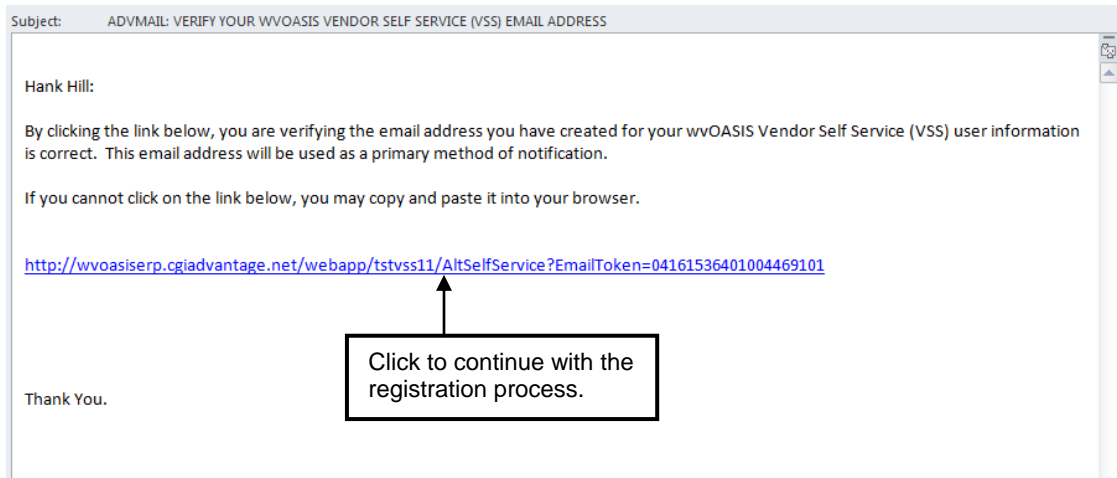 Subject: ADVMAIL: VERIFY YOUR WVOASIS VENDOR SELF SERVICE (VSS) EMAIL ADDRESS
Hank Hill:
By clicking the link below, you are verifying the email address you have created for your wvOASIS Vendor Self Service (VSS) user information
is correct.  This email address will be used as a primary method of notification.
If you cannot click on the link below, you may copy and paste it into your browser.
http://wvoasiserp.cgiadvantage.net/webapp/tstvss11/AltSelfService?EmailToken=04161536401004469101
Click to continue with the
registration process.
Thank You.